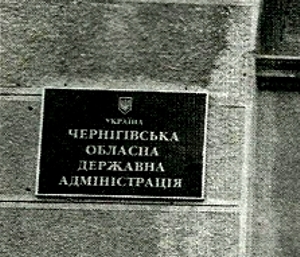 УКРАЇНА
ЧЕРНІГІВСЬКА
ОБЛАСНА
ДЕРЖАВНА
АДМІНІСТРАЦІЯ